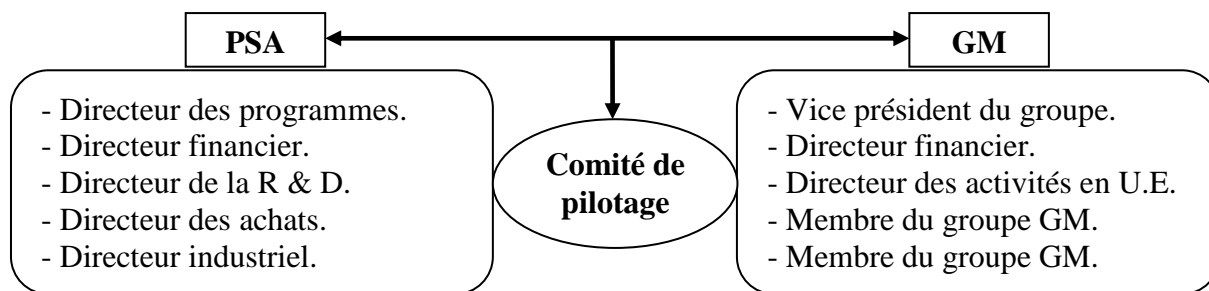 PSA
GM
- Directeur des programmes.
- Directeur financier.
- Directeur de la R & D.
- Directeur des achats.
- Directeur industriel.
Comité de
pilotage
- Vice président du groupe.
- Directeur financier.
- Directeur des activités en U.E.
- Membre du groupe GM.
- Membre du groupe GM.